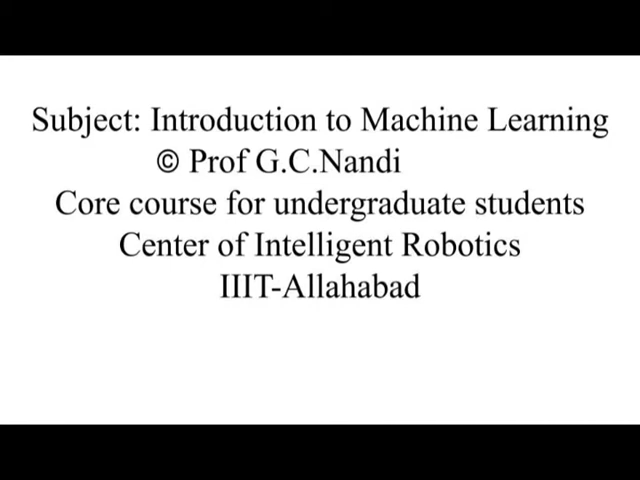 Subject: Introduction to Machine Learning
© Prof G.C.Nandi
Core course for undergraduate students
Center of Intelligent Robotics
IIIT-Allahabad